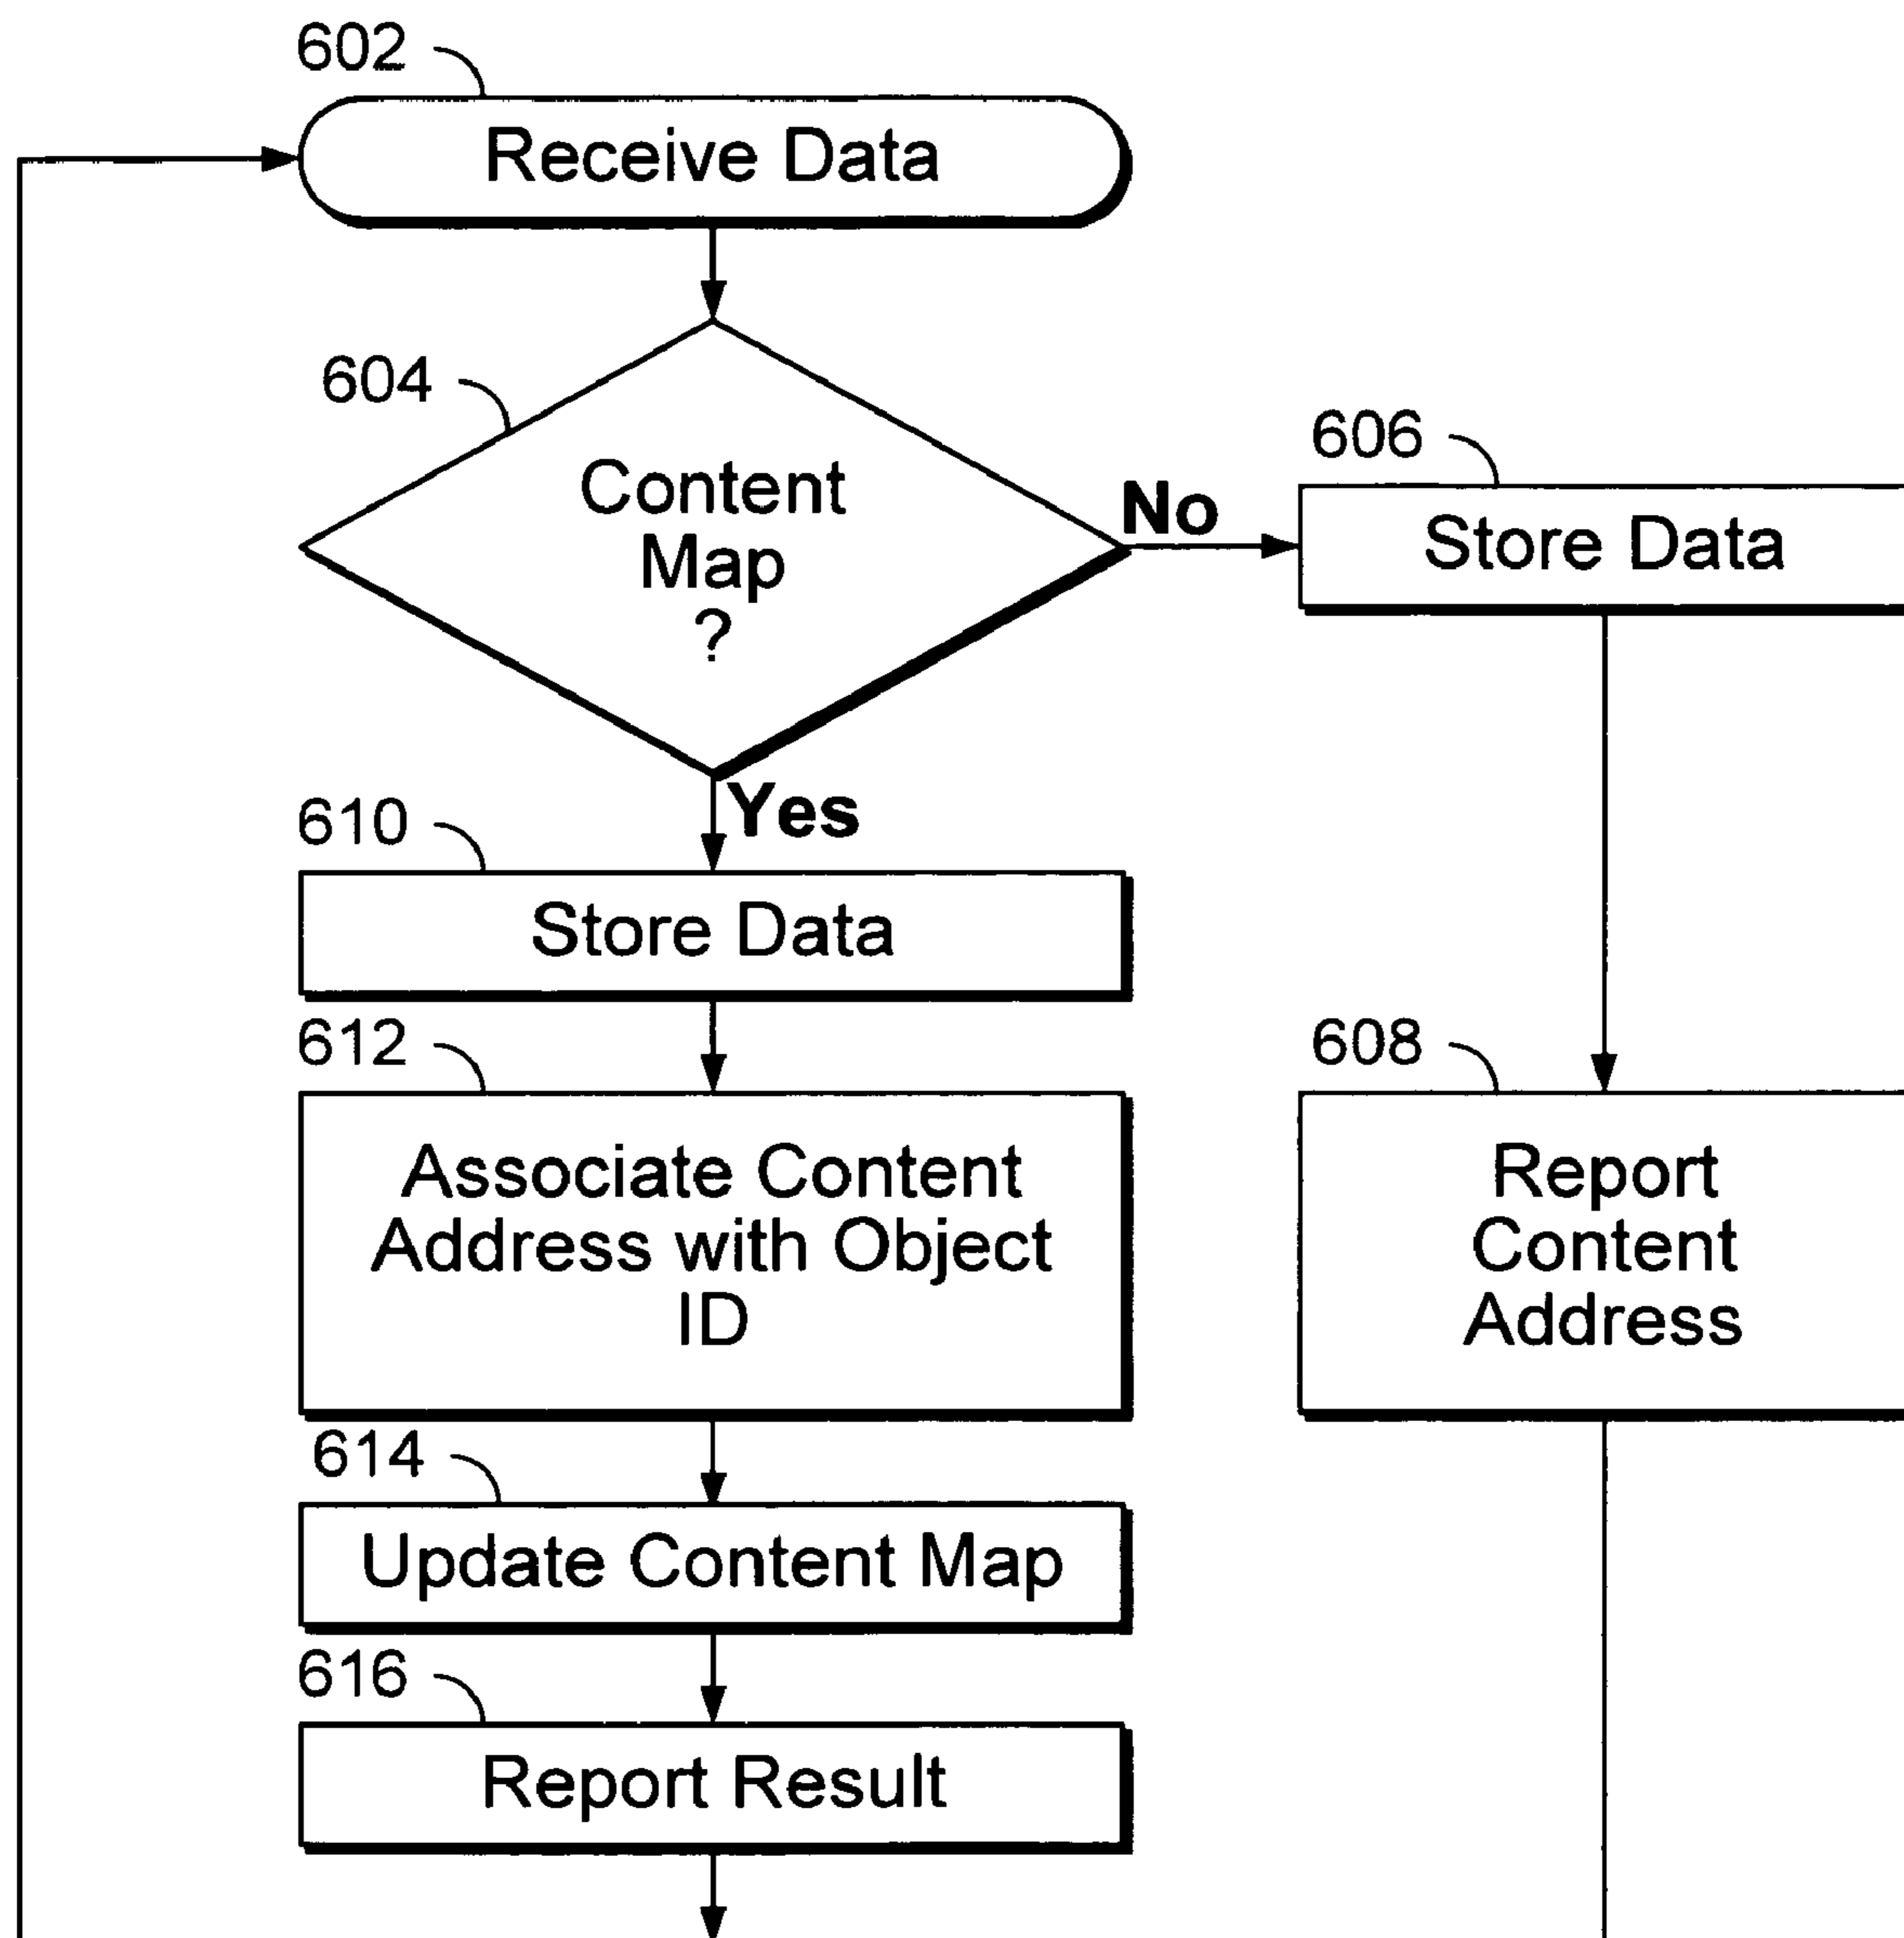 602
Receive Data
604
Content
Map
?
No
606
Store Data
Yes
610
Store Data
612
Associate Content
Address with Object
ID
608
Report
Content
Address
614
Update Content Map
616
Report Result